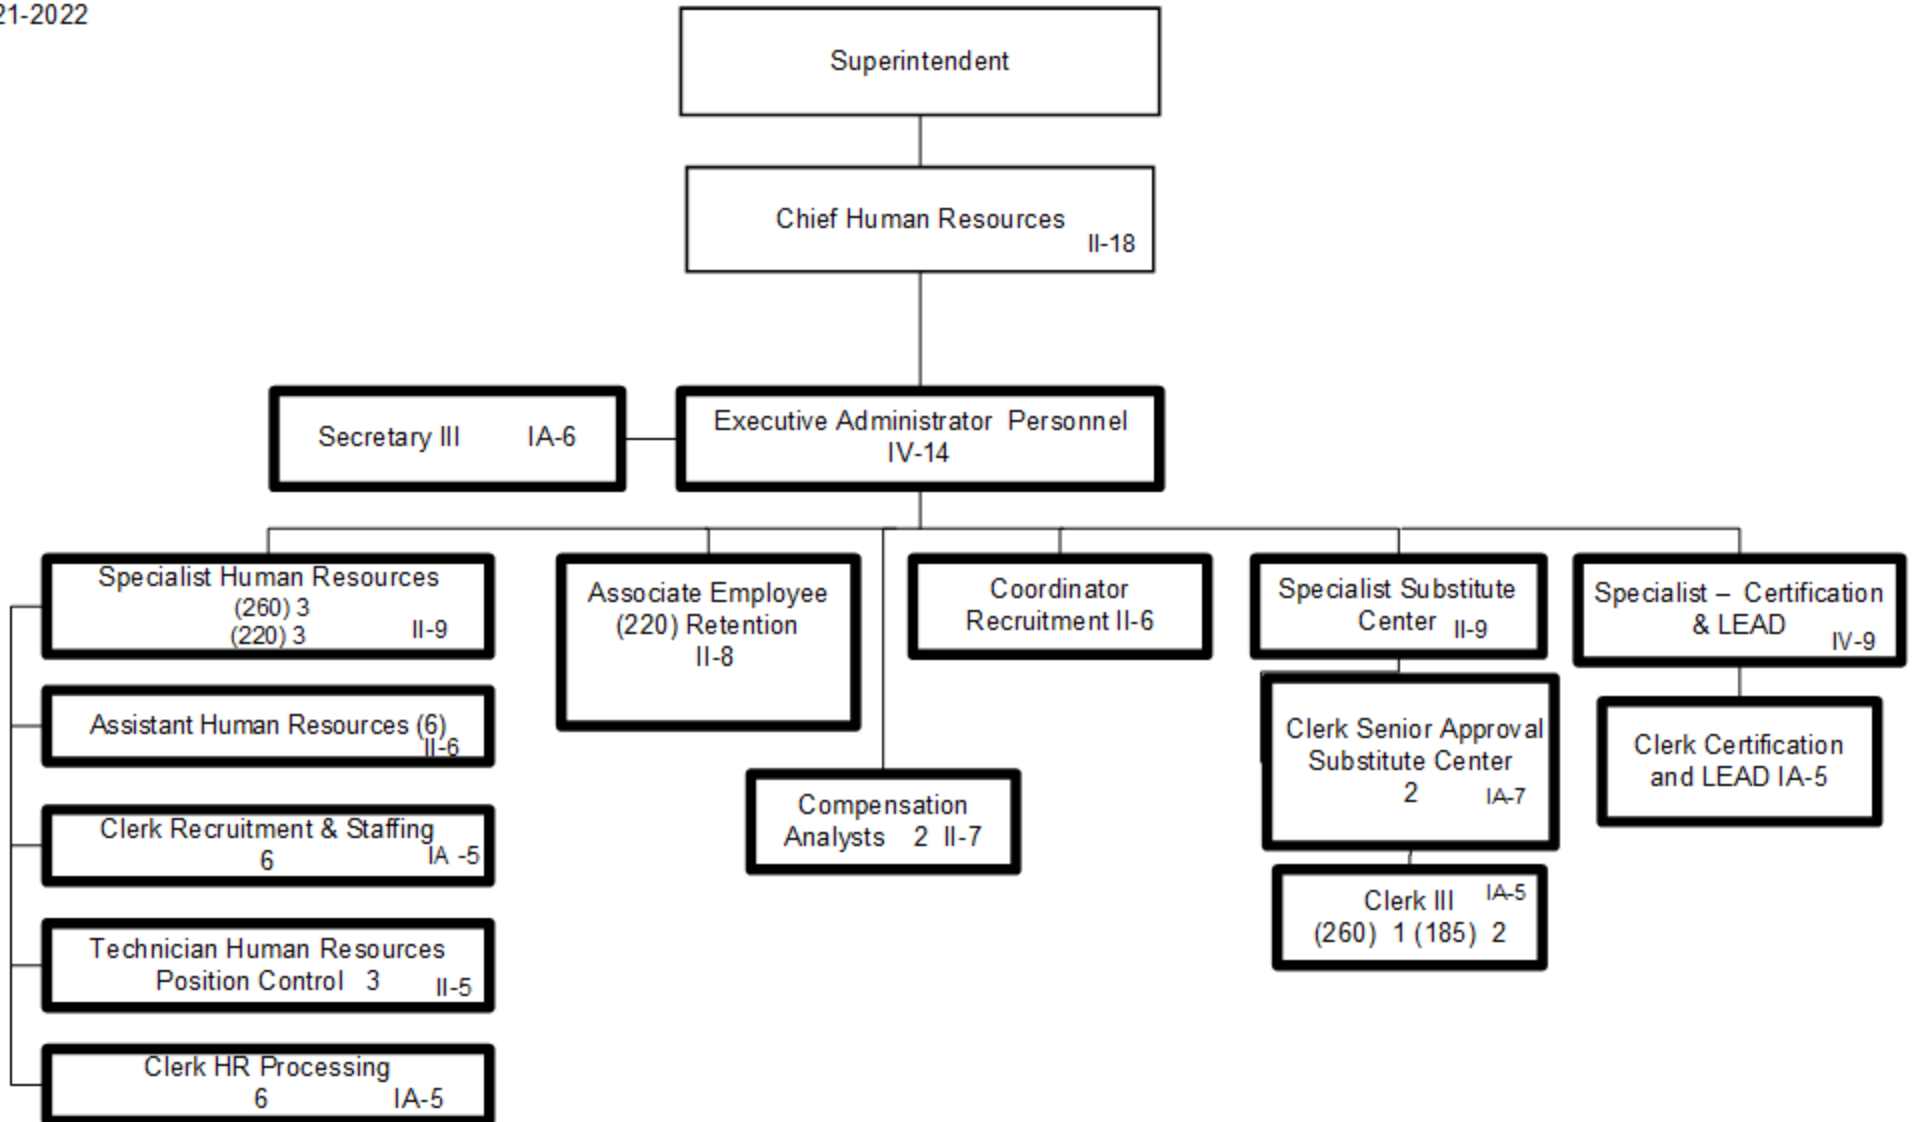 21-2022
Superintendent
Chief Human Resources
II-18
Secretary III IA-6
Executive Administrator Personnel
IV-14
Specialist Human Resources
(260) 3
(220) 3 II-9
Associate Employee
(220) Retention
II-8
Coordinator
Recruitment II-6
Specialist Substitute
Center II-9
Specialist – Certification
& LEAD
IV-9
Assistant Human Resources (6)
II-6
Clerk Senior Approval
Substitute Center
2 IA-7
Clerk Certification
and LEAD IA-5
Compensation
Analysts 2 II-7
Clerk Recruitment & Staffing
6 IA -5
Clerk III IA-5
(260) 1 (185) 2
Technician Human Resources
Position Control 3 II-5
Clerk HR Processing
6 IA-5